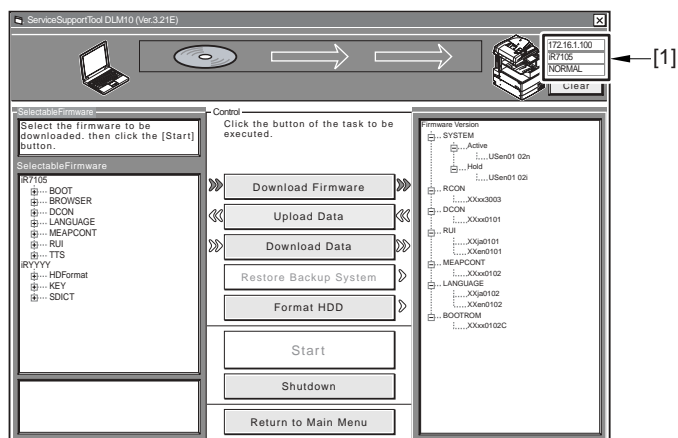 ServiceSupportTool DLM10 (Ver.3.21E)
172.16.1.100
iR7105
NORMAL
[1]
Clear
SelectableFirmware
Select the firmware to be
downloaded. then click the [Start]
button.
SelectableFirmware
iR7105
BOOT
BROWSER
DCON
LANGUAGE
MEAPCONT
RUI
TTS
iRYYYY
HDFormat
KEY
SDICT
Control
Click the button of the task to be
executed.
Download Firmware
Upload Data
Download Data
Restore Backup System
Format HDD
Start
Shutdown
Return to Main Menu
Firmware Version
SYSTEM
Active
USen01 02n
Hold
USen01 02i
RCON
XXxx3003
DCON
XXxx0101
RUI
XXja0101
XXen0101
MEAPCONT
XXxx0102
LANGUAGE
XXja0102
XXen0102
BOOTROM
XXxx0102C